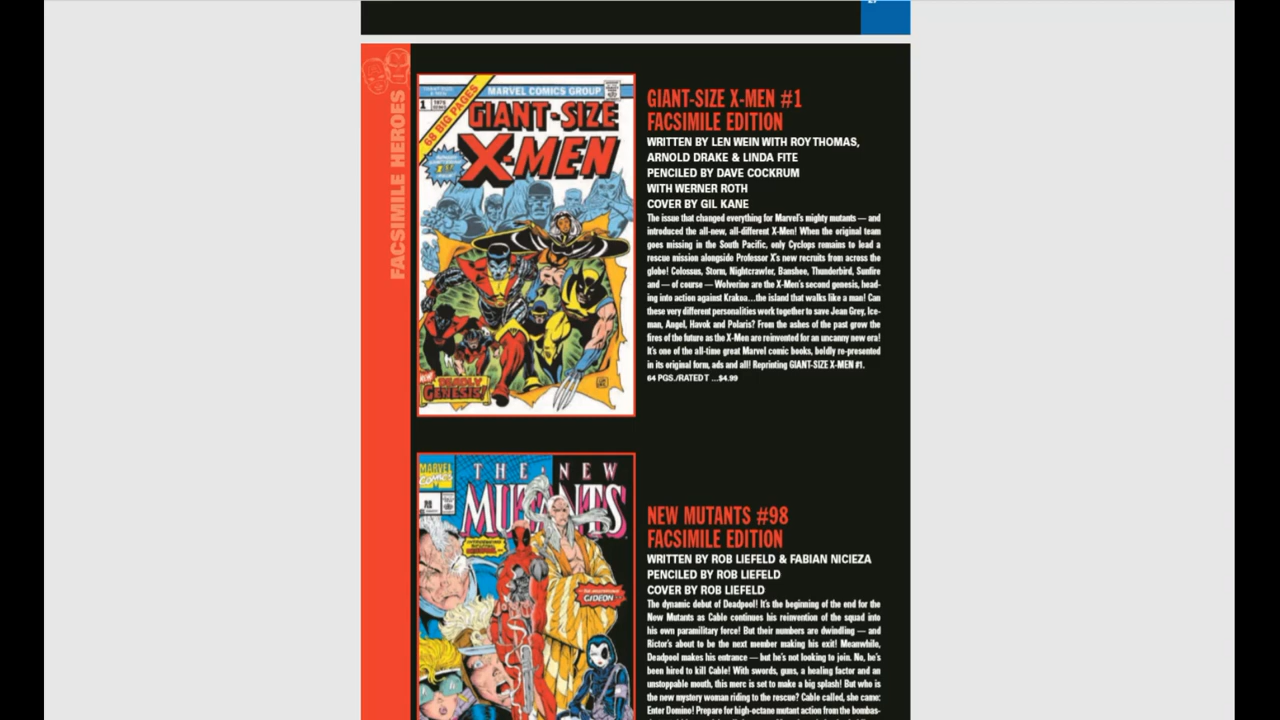 FACSIMILE HEROES
MARVEL COMICS GROUP
1 1975
68 BIG PAGES
GIANT-SIZE
X-MEN
DEADLY
GENESIS!
GIANT-SIZE X-MEN #1
FACSIMILE EDITION
WRITTEN BY LEN WEIN WITH ROY THOMAS,
ARNOLD DRAKE & LINDA FITE
PENCILED BY DAVE COCKRUM
WITH WERNER ROTH
COVER BY GIL KANE
The issue that changed everything for Marvel's mighty mutants — and
introduced the all-new, all-different X-Men! When the original team
goes missing in the South Pacific, only Cyclops remains to lead a
rescue mission alongside Professor X's new recruits from across the
globe! Colossus, Storm, Nightcrawler, Banshee, Thunderbird, Sunfire
and — of course — Wolverine are the X-Men's second genesis, head-
ing into action against Krakoa...the island that walks like a man! Can
these very different personalities work together to save Jean Grey, Ice-
man, Angel, Havok and Polaris? From the ashes of the past grow the
fires of the future as the X-Men are reinvented for an uncanny new era!
It's one of the all-time great Marvel comic books, boldly re-presented
in its original form, ads and all! Reprinting GIANT-SIZE X-MEN #1.
64 PGS./RATED T ...$4.99
MARVEL
COMICS
THE NEW
MUTANTS
GIDEON
NEW MUTANTS #98
FACSIMILE EDITION
WRITTEN BY ROB LIEFELD & FABIAN NICIEZA
PENCILED BY ROB LIEFELD
COVER BY ROB LIEFELD
The dynamic debut of Deadpool! It's the beginning of the end for the
New Mutants as Cable continues his reinvention of the squad into
his own paramilitary force! But their numbers are dwindling — and
Rictor's about to be the next member making his exit! Meanwhile,
Deadpool makes his entrance — but he's not looking to join. No, he's
been hired to kill Cable! With swords, guns, a healing factor and an
unstoppable mouth, this merc is set to make a big splash! But who is
the new mystery woman riding to the rescue? Cable called, she came:
Enter Domino! Prepare for high-octane mutant action from the bombas-